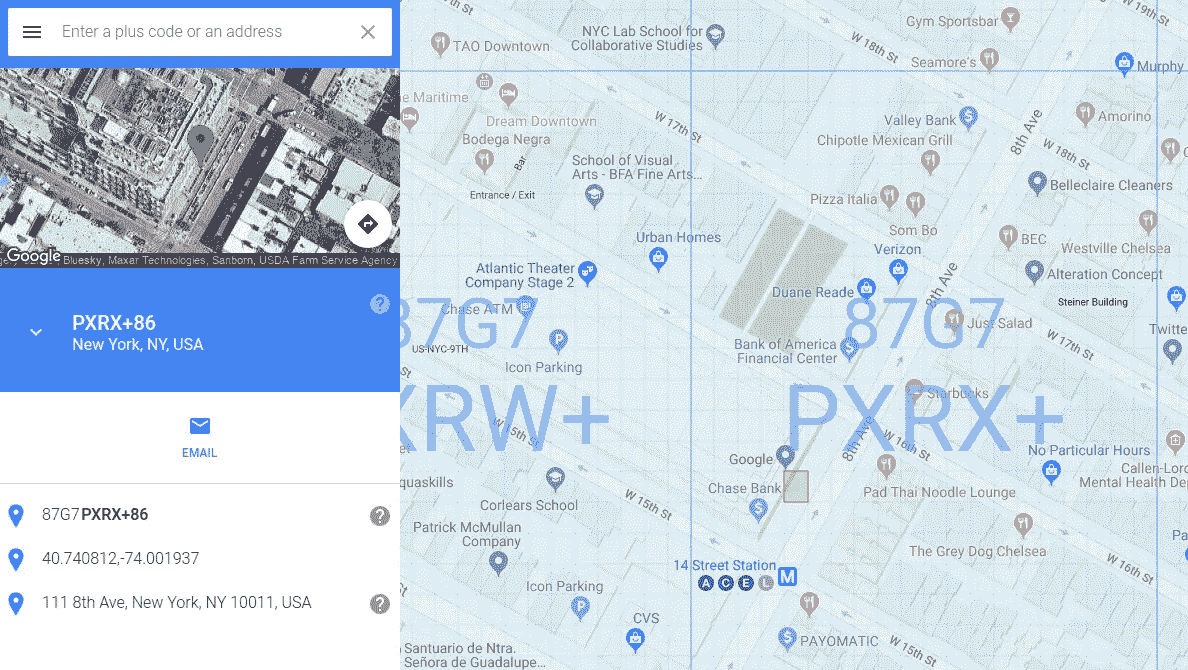 Enter a plus code or an address
Google
Bluesky, Maxar Technologies, Sanborn, USDA Farm Service Agency
PXRX+86
New York, NY, USA
EMAIL
87G7PXRX+86
40.740812,-74.001937
111 8th Ave, New York, NY 10011, USA
TAO Downtown
NYC Lab School for
Collaborative Studies
Gym Sportsbar
W 19th St
W 18th St
Seamore's
Murphy
e Maritime
Dream Downtown
Bodega Negra
Bar
Entrance / Exit
W 17th St
School of Visual
Arts - BFA Fine Arts...
Valley Bank
Chipotle Mexican Grill
8th Ave
Amorino
W 18th St
Belleclaire Cleaners
Pizza Italia
Som Bo
BEC
Westville Chelsea
Urban Homes
Verizon
Atlantic Theater
Company Stage 2
Duane Reade
8th Ave
Alteration Concept
Steiner Building
Chase ATM
87G7
87G7
Just Salad
Twitte
US-NYC-9TH
Icon Parking
Bank of America
Financial Center
W 17th St
Starbucks
XRW+
PXRX+
W 15th St
8th Ave
W 16th St
Google
No Particular Hours
Callen-Lord
Mental Health De
quaskills
Corlears School
Chase Bank
Pad Thai Noodle Lounge
W 15th St
Patrick McMullan
Company
The Grey Dog Chelsea
Pa
14 Street Station
A C E L M
W 16th St
Icon Parking
CVS
PAYOMATIC
W 15th St
Santuario de Ntra.
Señora de Guadalupe...